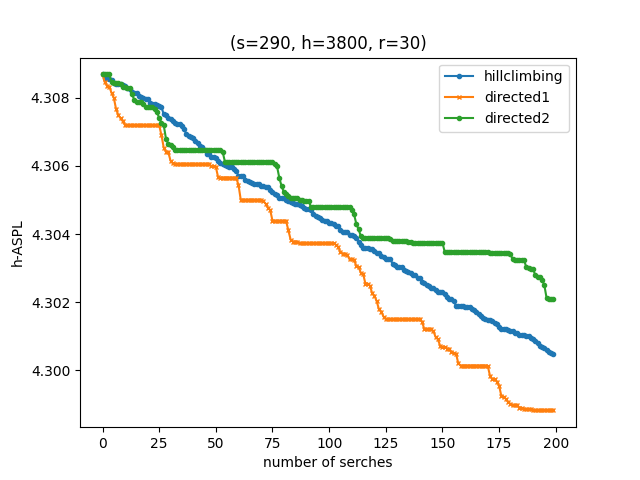 (s=290, h=3800, r=30)
hillclimbing
directed1
directed2
h-ASPL
4.308
4.306
4.304
4.302
4.300
0 25 50 75 100 125 150 175 200
number of serches